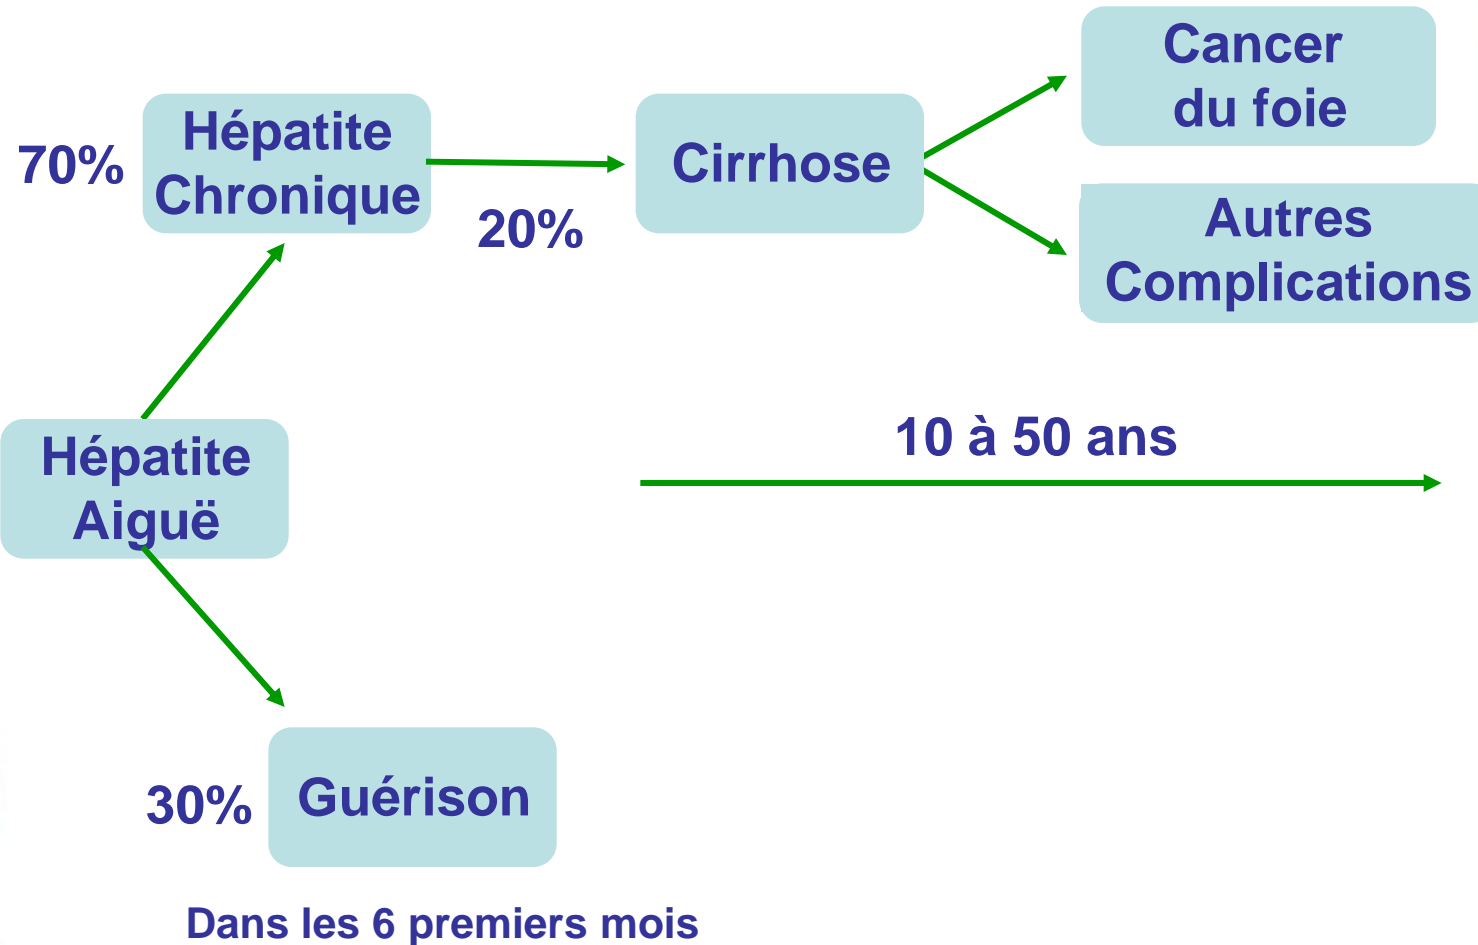 Cancer
du foie
70%
Hépatite
Chronique
20%
Cirrhose
Autres
Complications
10 à 50 ans
Hépatite
Aiguë
30%
Guérison
Dans les 6 premiers mois